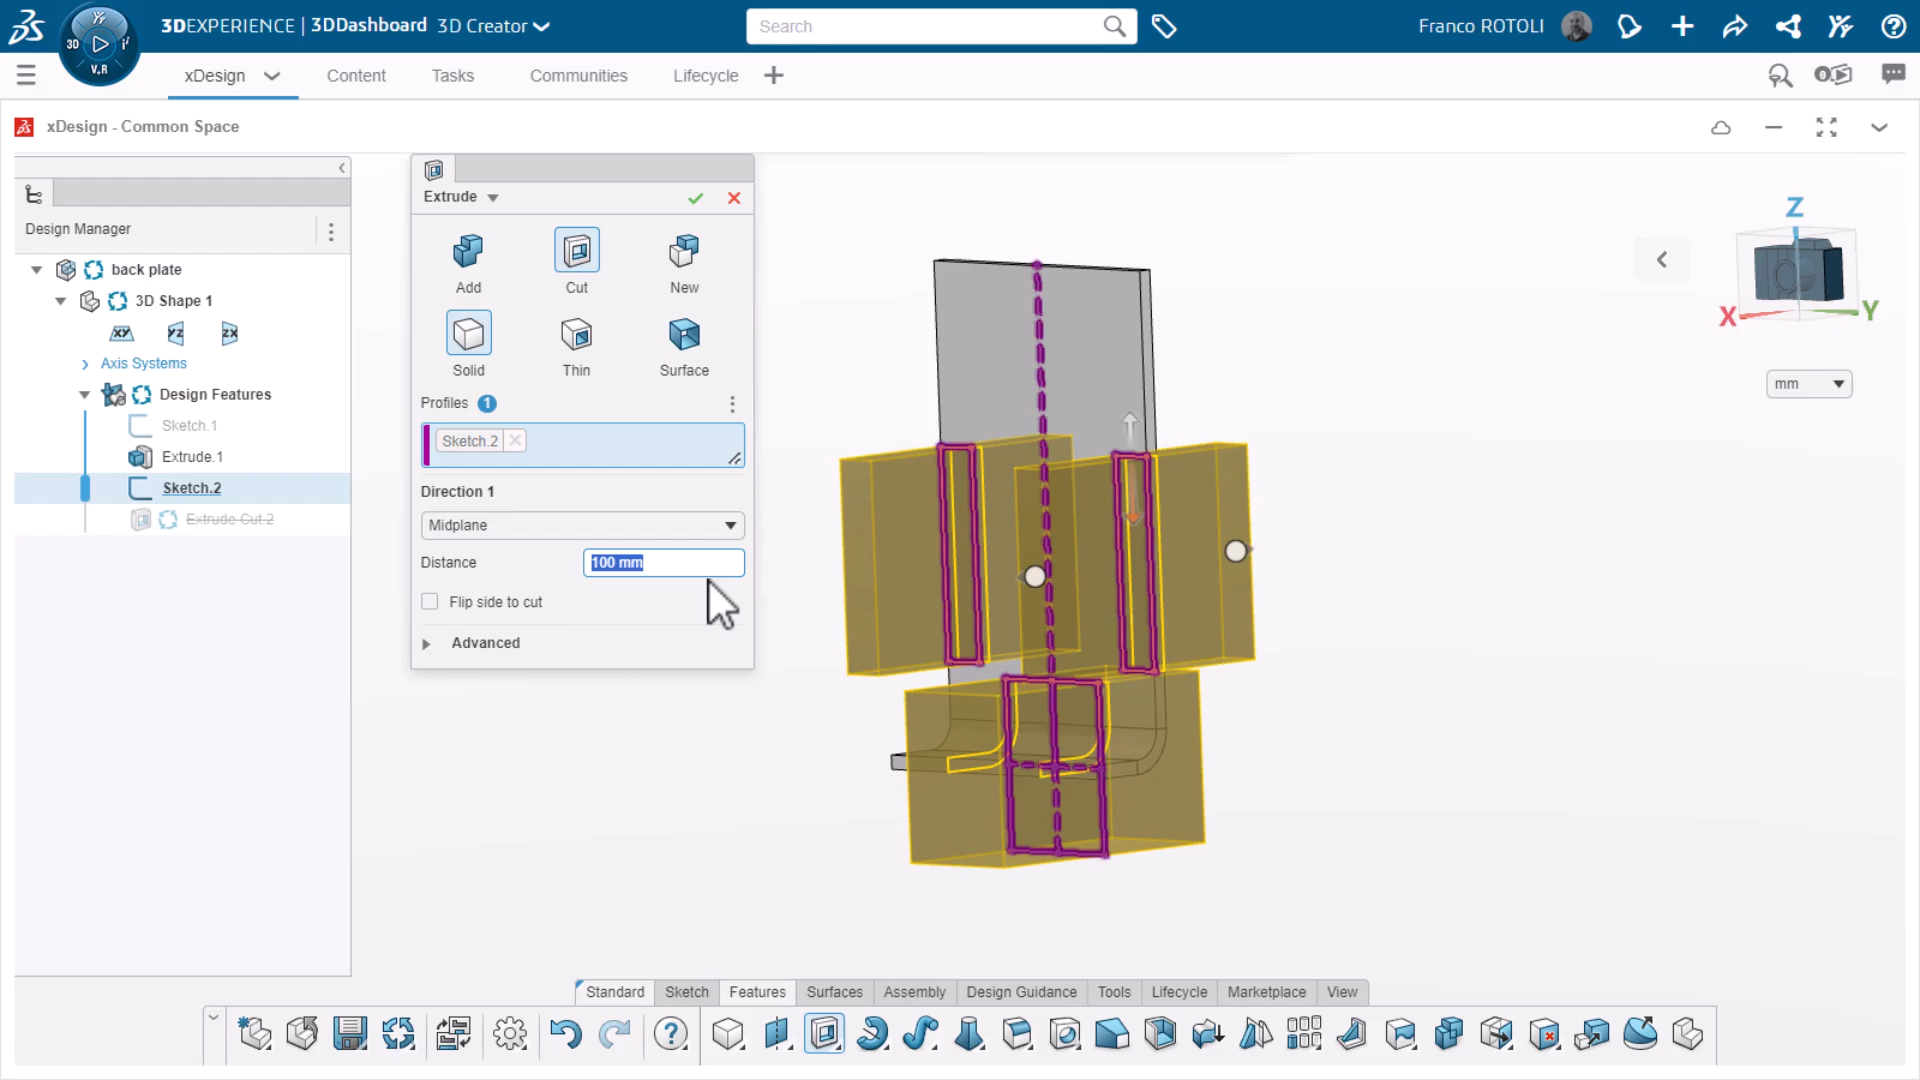 3DEXPERIENCE | 3DDashboard 3D Creator
Search
Franco ROTOLI
3D
V.R
xDesign
Content
Tasks
Communities
Lifecycle
xDesign - Common Space
Design Manager
back plate
3D Shape 1
XY
YZ
ZX
Axis Systems
Design Features
Sketch.1
Extrude.1
Sketch.2
Extrude Cut 2
Extrude
Add
Cut
New
Solid
Thin
Surface
Profiles 1
Sketch.2
Direction 1
Midplane
Distance
100 mm
Flip side to cut
Advanced
Z
X
Y
mm
Standard
Sketch
Features
Surfaces
Assembly
Design Guidance
Tools
Lifecycle
Marketplace
View